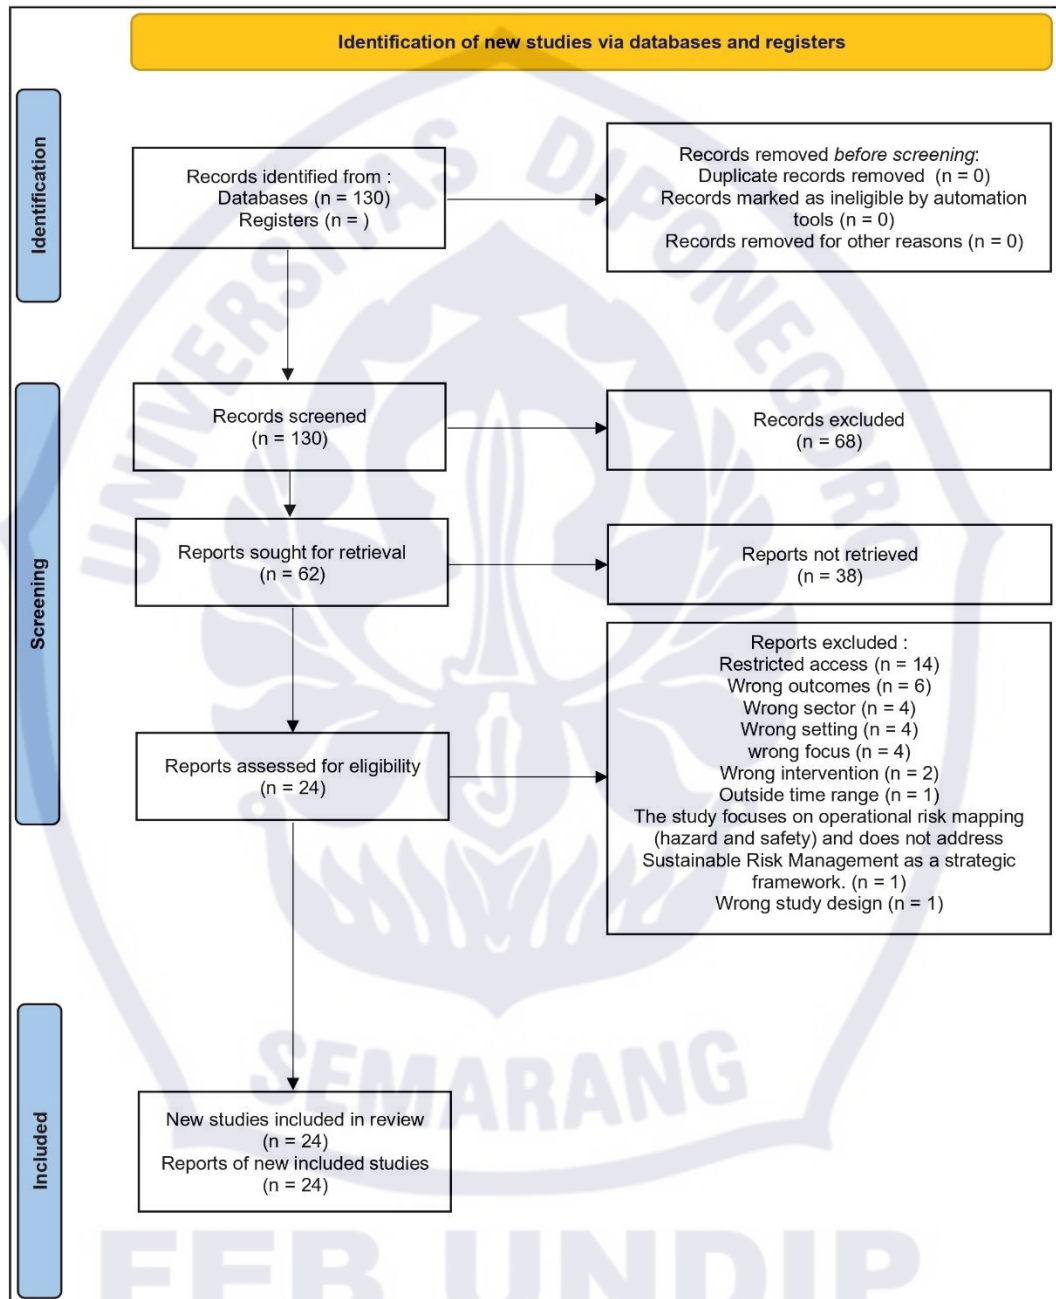 Identification of new studies via databases and registers
Identification
Records identified from :
Databases (n = 130)
Registers (n = )
Records removed before screening:
Duplicate records removed (n = 0)
Records marked as ineligible by automation
tools (n = 0)
Records removed for other reasons (n = 0)
Screening
Records screened
(n = 130)
Records excluded
(n = 68)
Reports sought for retrieval
(n = 62)
Reports not retrieved
(n = 38)
Reports assessed for eligibility
(n = 24)
Reports excluded :
Restricted access (n = 14)
Wrong outcomes (n = 6)
Wrong sector (n = 4)
Wrong setting (n = 4)
wrong focus (n = 4)
Wrong intervention (n = 2)
Outside time range (n = 1)
The study focuses on operational risk mapping
(hazard and safety) and does not address
Sustainable Risk Management as a strategic
framework. (n = 1)
Wrong study design (n = 1)
Included
New studies included in review
(n = 24)
Reports of new included studies
(n = 24)
UNIVERSITAS DIPONEGORO
SEMARANG
FEB UNDIP